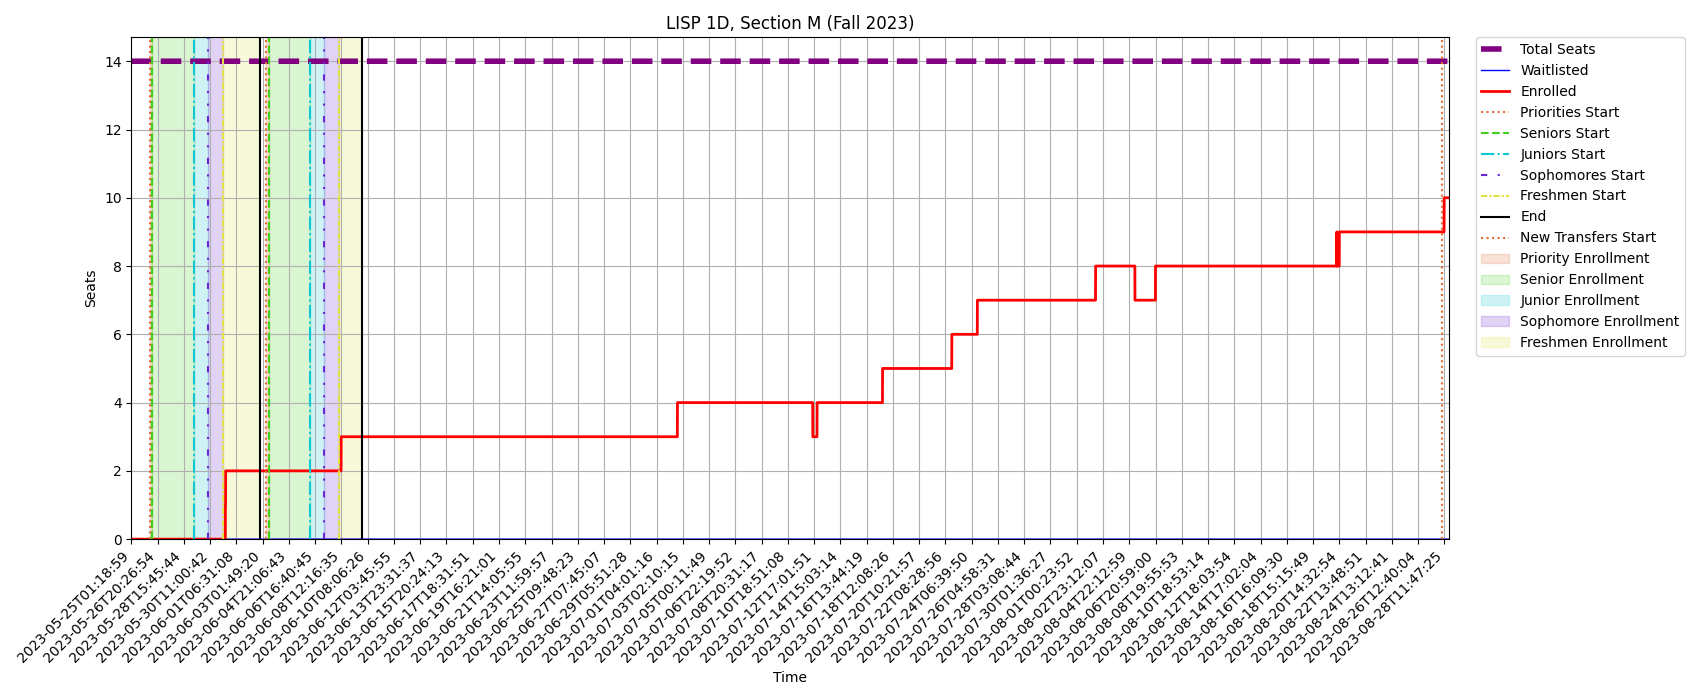 LISP 1D, Section M (Fall 2023)
Seats
14
12
10
8
6
4
2
0
2023-05-25T01:18:59
2023-05-26T20:26:54
2023-05-28T15:45:44
2023-05-30T11:00:42
2023-06-01T06:31:08
2023-06-03T01:49:20
2023-06-04T21:06:43
2023-06-06T16:40:45
2023-06-08T12:16:35
2023-06-10T08:06:26
2023-06-12T03:45:55
2023-06-13T23:31:37
2023-06-15T20:24:13
2023-06-17T18:31:51
2023-06-19T16:21:01
2023-06-21T14:05:55
2023-06-23T11:59:57
2023-06-25T09:48:23
2023-06-27T07:45:07
2023-06-29T05:51:28
2023-07-01T04:01:16
2023-07-03T02:10:15
2023-07-05T00:11:49
2023-07-06T22:19:52
2023-07-08T20:31:17
2023-07-10T18:51:08
2023-07-12T17:01:51
2023-07-14T15:03:14
2023-07-16T13:44:19
2023-07-18T12:08:26
2023-07-20T10:21:57
2023-07-22T08:28:56
2023-07-24T06:39:50
2023-07-26T04:58:31
2023-07-28T03:08:44
2023-07-30T01:36:27
2023-08-01T00:23:52
2023-08-02T23:12:07
2023-08-04T22:12:59
2023-08-06T20:59:00
2023-08-08T19:55:53
2023-08-10T18:53:14
2023-08-12T18:03:54
2023-08-14T17:02:04
2023-08-16T16:09:30
2023-08-18T15:15:49
2023-08-20T14:32:54
2023-08-22T13:48:51
2023-08-24T13:12:41
2023-08-26T12:40:04
2023-08-28T11:47:25
Time
Total Seats
Waitlisted
Enrolled
Priorities Start
Seniors Start
Juniors Start
Sophomores Start
Freshmen Start
End
New Transfers Start
Priority Enrollment
Senior Enrollment
Junior Enrollment
Sophomore Enrollment
Freshmen Enrollment